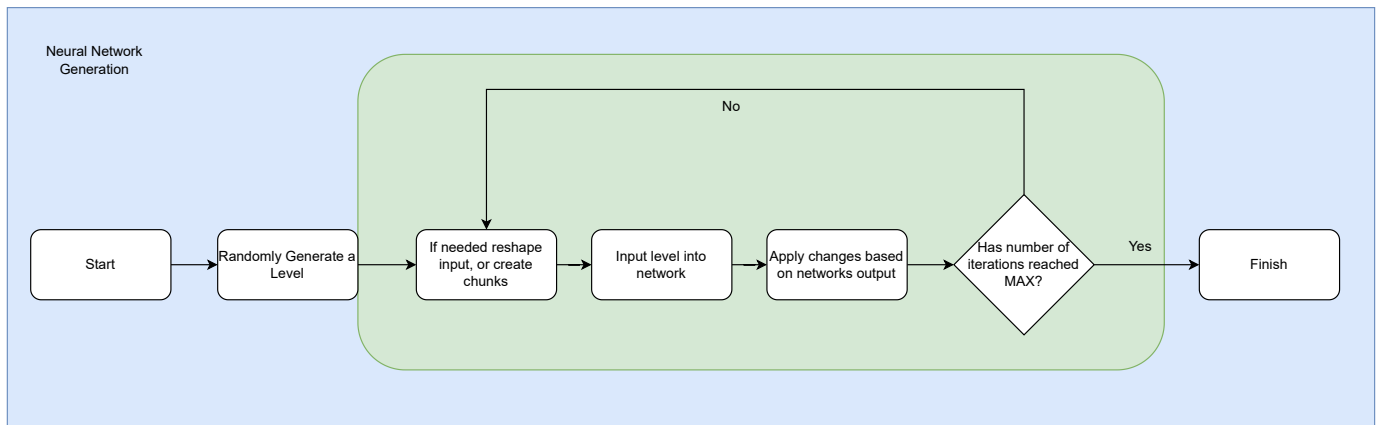 Neural Network
Generation
No
Start
Randomly Generate a
Level
If needed reshape
input, or create
chunks
Input level into
network
Apply changes based
on networks output
Has number of
iterations reached
MAX?
Yes
Finish